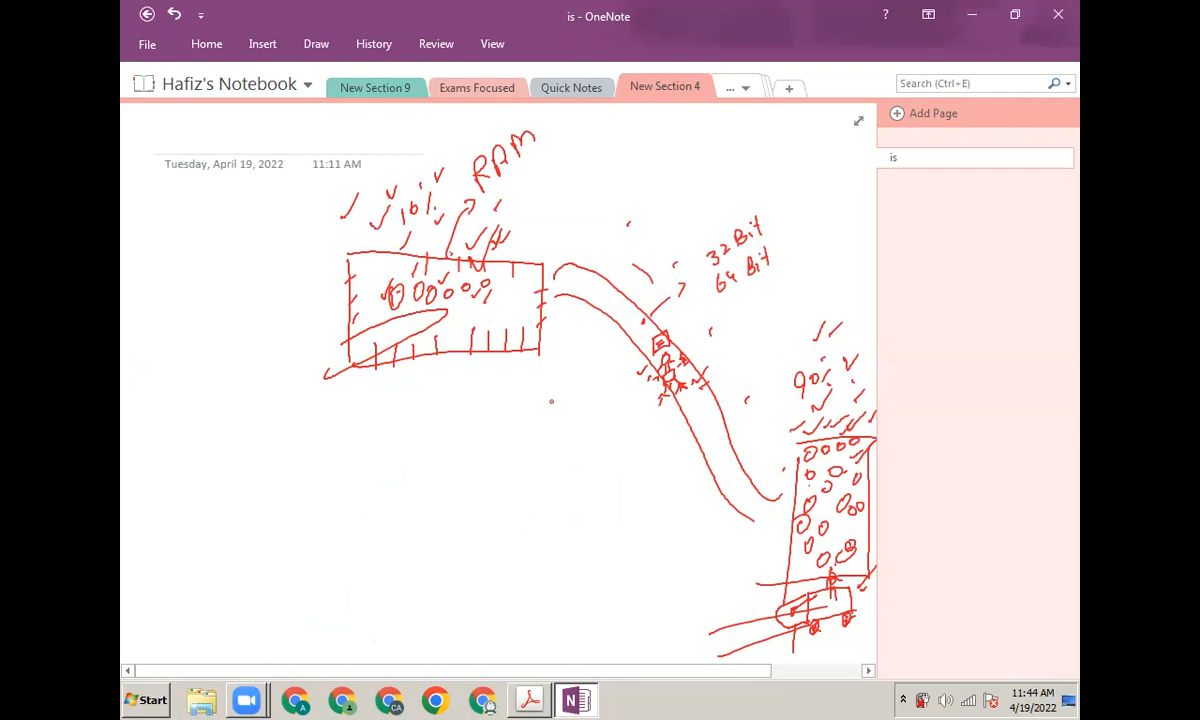 is - OneNote
?
File
Home
Insert
Draw
History
Review
View
Hafiz's Notebook
New Section 9
Exams Focused
Quick Notes
New Section 4
...
Search (Ctrl+E)
Add Page
is
Tuesday, April 19, 2022
11:11 AM
RAM
10%
32 Bit
64 Bit
90%
Start
11:44 AM
4/19/2022